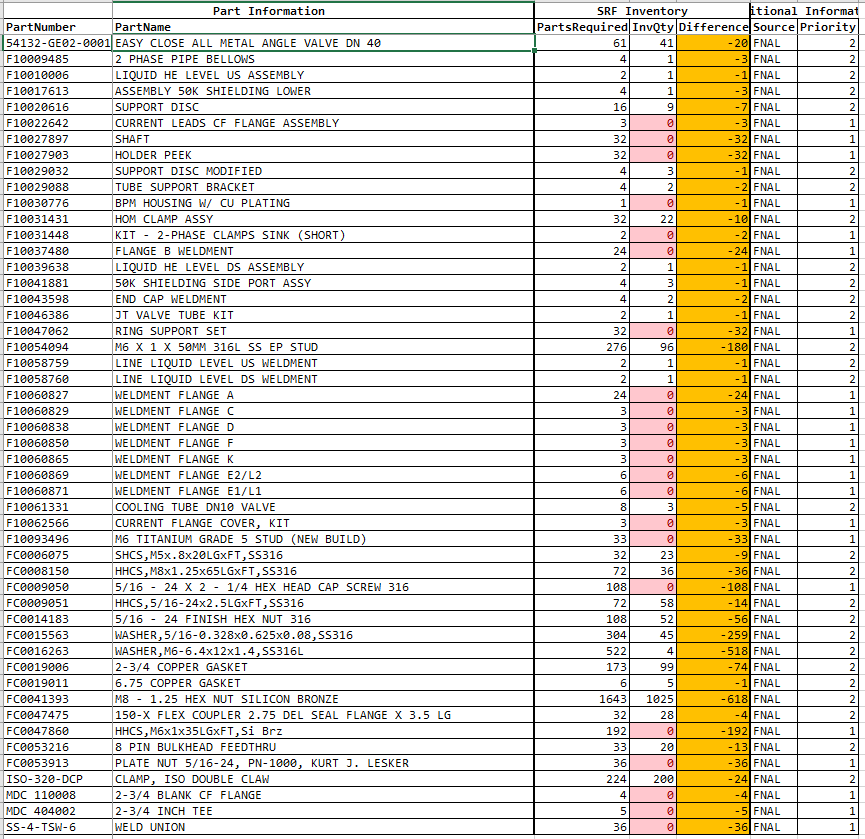 Part Information SRF Inventory itional Informat
PartNumber PartName PartsRequired InvQty Difference Source Priority
54132-GE02-0001 EASY CLOSE ALL METAL ANGLE VALVE DN 40 61 41 -20 FNAL 2
F10009485 2 PHASE PIPE BELLOWS 4 1 -3 FNAL 2
F10010006 LIQUID HE LEVEL US ASSEMBLY 2 1 -1 FNAL 2
F10017613 ASSEMBLY 50K SHIELDING LOWER 4 1 -3 FNAL 2
F10020616 SUPPORT DISC 16 9 -7 FNAL 2
F10022642 CURRENT LEADS CF FLANGE ASSEMBLY 3 0 -3 FNAL 1
F10027897 SHAFT 32 0 -32 FNAL 1
F10027903 HOLDER PEEK 32 0 -32 FNAL 1
F10029032 SUPPORT DISC MODIFIED 4 3 -1 FNAL 2
F10029088 TUBE SUPPORT BRACKET 4 2 -2 FNAL 2
F10030776 BPM HOUSING W/ CU PLATING 1 0 -1 FNAL 1
F10031431 HOM CLAMP ASSY 32 22 -10 FNAL 2
F10031448 KIT - 2-PHASE CLAMPS SINK (SHORT) 2 0 -2 FNAL 1
F10037480 FLANGE B WELDMENT 24 0 -24 FNAL 1
F10039638 LIQUID HE LEVEL DS ASSEMBLY 2 1 -1 FNAL 2
F10041881 50K SHIELDING SIDE PORT ASSY 4 3 -1 FNAL 2
F10043598 END CAP WELDMENT 4 2 -2 FNAL 2
F10046386 JT VALVE TUBE KIT 2 1 -1 FNAL 2
F10047062 RING SUPPORT SET 32 0 -32 FNAL 1
F10054094 M6 X 1 X 50MM 316L SS EP STUD 276 96 -180 FNAL 2
F10058759 LINE LIQUID LEVEL US WELDMENT 2 1 -1 FNAL 2
F10058760 LINE LIQUID LEVEL DS WELDMENT 2 1 -1 FNAL 2
F10060827 WELDMENT FLANGE A 24 0 -24 FNAL 1
F10060829 WELDMENT FLANGE C 3 0 -3 FNAL 1
F10060838 WELDMENT FLANGE D 3 0 -3 FNAL 1
F10060850 WELDMENT FLANGE F 3 0 -3 FNAL 1
F10060865 WELDMENT FLANGE K 3 0 -3 FNAL 1
F10060869 WELDMENT FLANGE E2/L2 6 0 -6 FNAL 1
F10060871 WELDMENT FLANGE E1/L1 6 0 -6 FNAL 1
F10061331 COOLING TUBE DN10 VALVE 8 3 -5 FNAL 2
F10062566 CURRENT FLANGE COVER, KIT 3 0 -3 FNAL 1
F10093496 M6 TITANIUM GRADE 5 STUD (NEW BUILD) 33 0 -33 FNAL 1
FC0006075 SHCS,M5x.8x20LGxFT,SS316 32 23 -9 FNAL 2
FC0008150 HHCS,M8x1.25x65LGxFT,SS316 72 36 -36 FNAL 2
FC0009050 5/16 - 24 X 2 - 1/4 HEX HEAD CAP SCREW 316 108 0 -108 FNAL 1
FC0009051 HHCS,5/16-24x2.5LGxFT,SS316 72 58 -14 FNAL 2
FC0014183 5/16 - 24 FINISH HEX NUT 316 108 52 -56 FNAL 2
FC0015563 WASHER,5/16-0.328x0.625x0.08,SS316 304 45 -259 FNAL 2
FC0016263 WASHER,M6-6.4x12x1.4,SS316L 522 4 -518 FNAL 2
FC0019006 2-3/4 COPPER GASKET 173 99 -74 FNAL 2
FC0019011 6.75 COPPER GASKET 6 5 -1 FNAL 2
FC0041393 M8 - 1.25 HEX NUT SILICON BRONZE 1643 1025 -618 FNAL 2
FC0047475 150-X FLEX COUPLER 2.75 DEL SEAL FLANGE X 3.5 LG 32 28 -4 FNAL 2
FC0047860 HHCS,M6x1x35LGxFT,Si Brz 192 0 -192 FNAL 1
FC0053216 8 PIN BULKHEAD FEEDTHRU 33 20 -13 FNAL 2
FC0053913 PLATE NUT 5/16-24, PN-1000, KURT J. LESKER 36 0 -36 FNAL 1
ISO-320-DCP CLAMP, ISO DOUBLE CLAW 224 200 -24 FNAL 2
MDC 110008 2-3/4 BLANK CF FLANGE 4 0 -4 FNAL 1
MDC 404002 2-3/4 INCH TEE 5 0 -5 FNAL 1
SS-4-TSW-6 WELD UNION 36 0 -36 FNAL 1